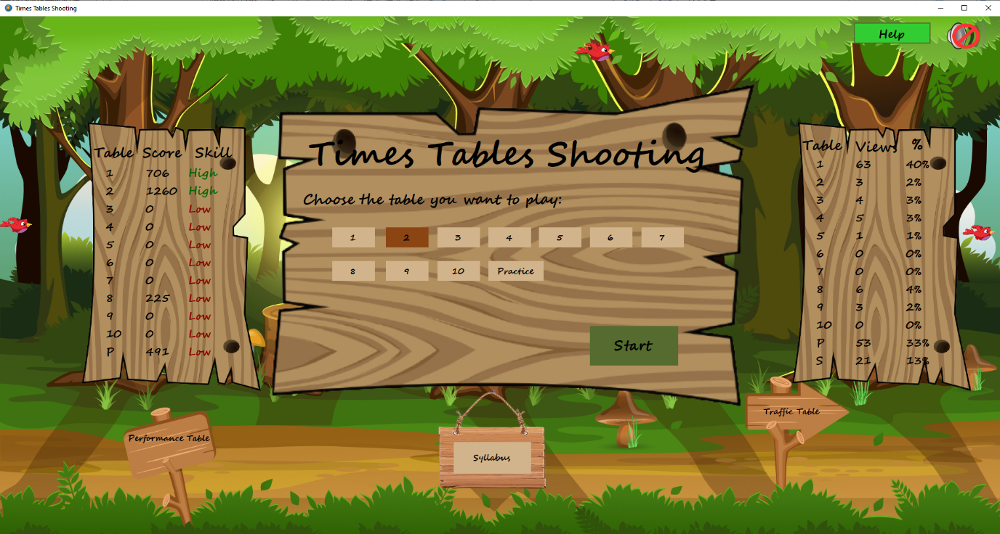 Times Tables Shooting
Help
Table Score Skill
1 706 High
2 1260 High
3 0 Low
4 0 Low
5 0 Low
6 0 Low
7 0 Low
8 225 Low
9 0 Low
10 0 Low
P 491 Low
Times Tables Shooting
Choose the table you want to play:
1 2 3 4 5 6 7
8 9 10 Practice
Start
Table Views %
1 63 40%
2 3 2%
3 4 3%
4 5 3%
5 1 1%
6 0 0%
7 0 0%
8 6 4%
9 3 2%
10 0 0%
P 53 33%
S 21 13%
Performance Table
Syllabus
Traffic Table